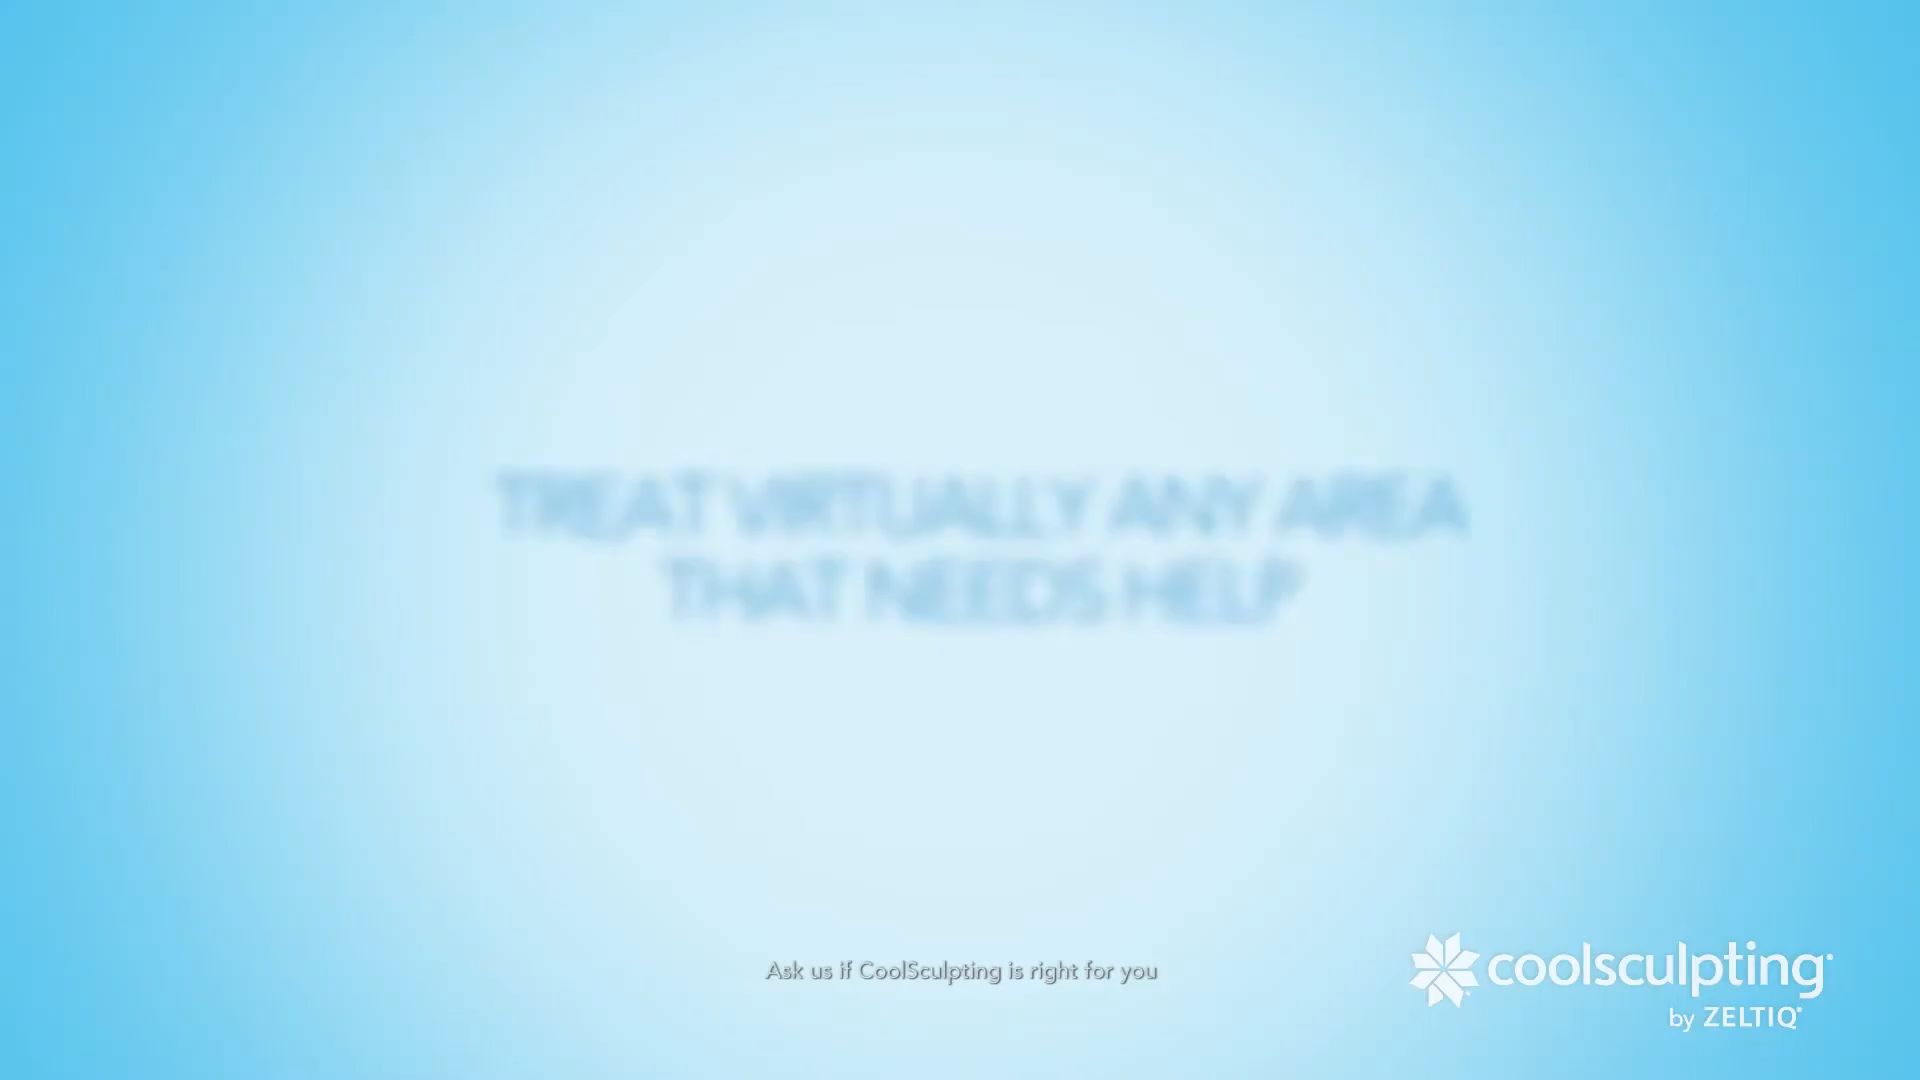 TREAT VIRTUALLY ANY AREA
THAT NEEDS HELP
Ask us if CoolSculpting is right for you
coolsculpting®
by ZELTIQ®